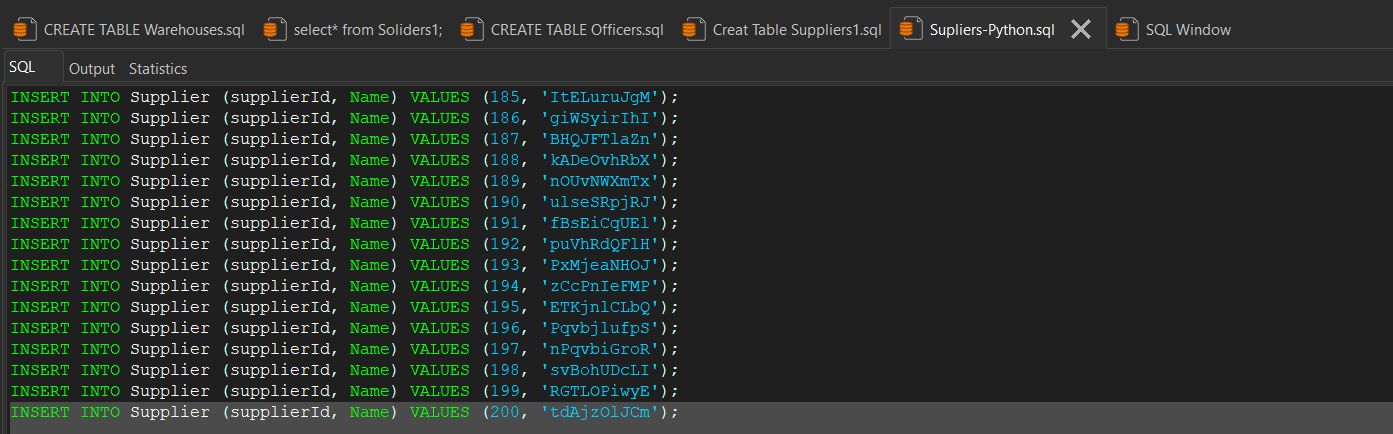 CREATE TABLE Warehouses.sql select* from Soliders1; CREATE TABLE Officers.sql Creat Table Suppliers1.sql Supliers-Python.sql SQL Window
SQL Output Statistics
INSERT INTO Supplier (supplierId, Name) VALUES (185, 'ItELuruJgM');
INSERT INTO Supplier (supplierId, Name) VALUES (186, 'giWSyirIhI');
INSERT INTO Supplier (supplierId, Name) VALUES (187, 'BHQJFTlaZn');
INSERT INTO Supplier (supplierId, Name) VALUES (188, 'kADeOvhRbX');
INSERT INTO Supplier (supplierId, Name) VALUES (189, 'nOUvNWXmTx');
INSERT INTO Supplier (supplierId, Name) VALUES (190, 'ulseSRpjRJ');
INSERT INTO Supplier (supplierId, Name) VALUES (191, 'fBsEiCqUEl');
INSERT INTO Supplier (supplierId, Name) VALUES (192, 'puVhRdQFlH');
INSERT INTO Supplier (supplierId, Name) VALUES (193, 'PxMjeaNHOJ');
INSERT INTO Supplier (supplierId, Name) VALUES (194, 'zCcPnIeFMP');
INSERT INTO Supplier (supplierId, Name) VALUES (195, 'ETKjnlCLbQ');
INSERT INTO Supplier (supplierId, Name) VALUES (196, 'PqvbjlufpS');
INSERT INTO Supplier (supplierId, Name) VALUES (197, 'nPqvbiGroR');
INSERT INTO Supplier (supplierId, Name) VALUES (198, 'svBohUDcLI');
INSERT INTO Supplier (supplierId, Name) VALUES (199, 'RGTLOPiwyE');
INSERT INTO Supplier (supplierId, Name) VALUES (200, 'tdAjzOlJCm');